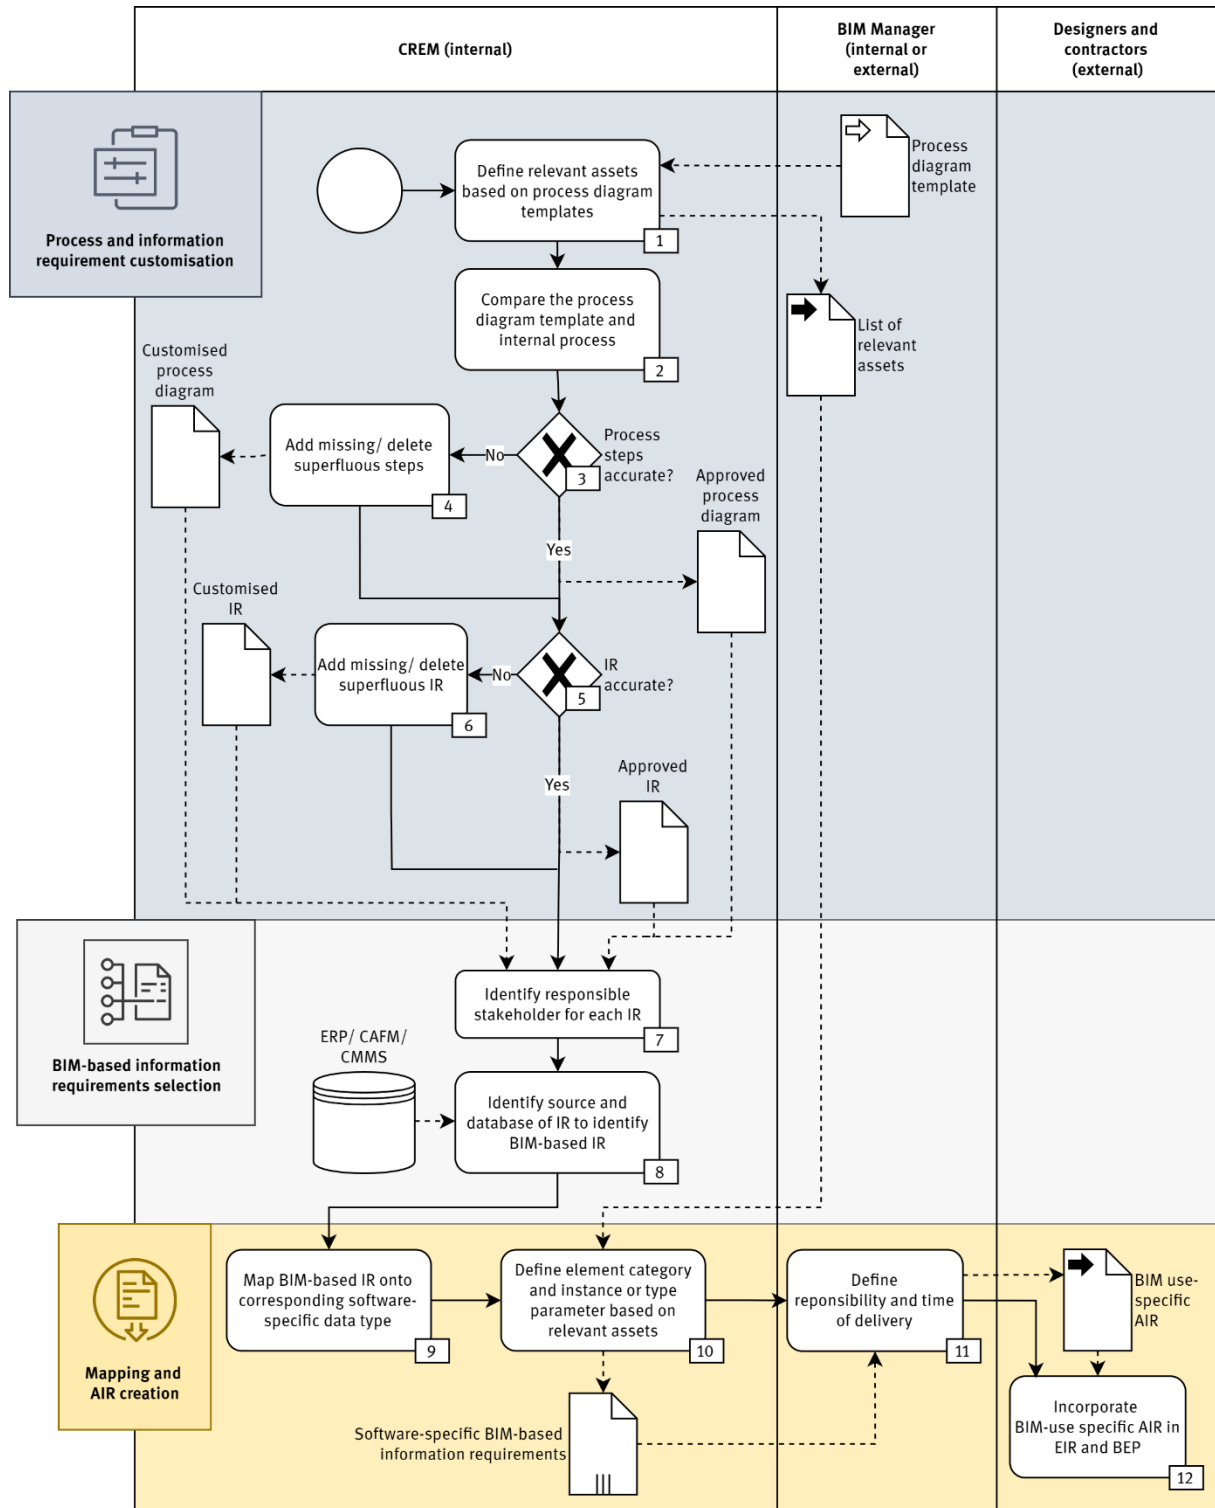 CREM (internal)
BIM Manager
(internal or
external)
Designers and
contractors
(external)
Process and information
requirement customisation
Define relevant assets
based on process diagram
templates
1
Process
diagram
template
Compare the process
diagram template and
internal process
2
List of
relevant
assets
Customised
process
diagram
Add missing/ delete
superfluous steps
4
No
Process
steps
accurate?
3
Approved
process
diagram
Yes
Customised
IR
Add missing/ delete
superfluous IR
6
No
IR
accurate?
5
Yes
Approved
IR
BIM-based information
requirements selection
Identify responsible
stakeholder for each IR
7
ERP/ CAFM/
CMMS
Identify source and
database of IR to identify
BIM-based IR
8
Mapping and
AIR creation
Map BIM-based IR onto
corresponding software-
specific data type
9
Define element category
and instance or type
parameter based on
relevant assets
10
Define
reponsibility and time
of delivery
11
BIM use-
specific
AIR
Software-specific BIM-based
information requirements
Incorporate
BIM-use specific AIR in
EIR and BEP
12